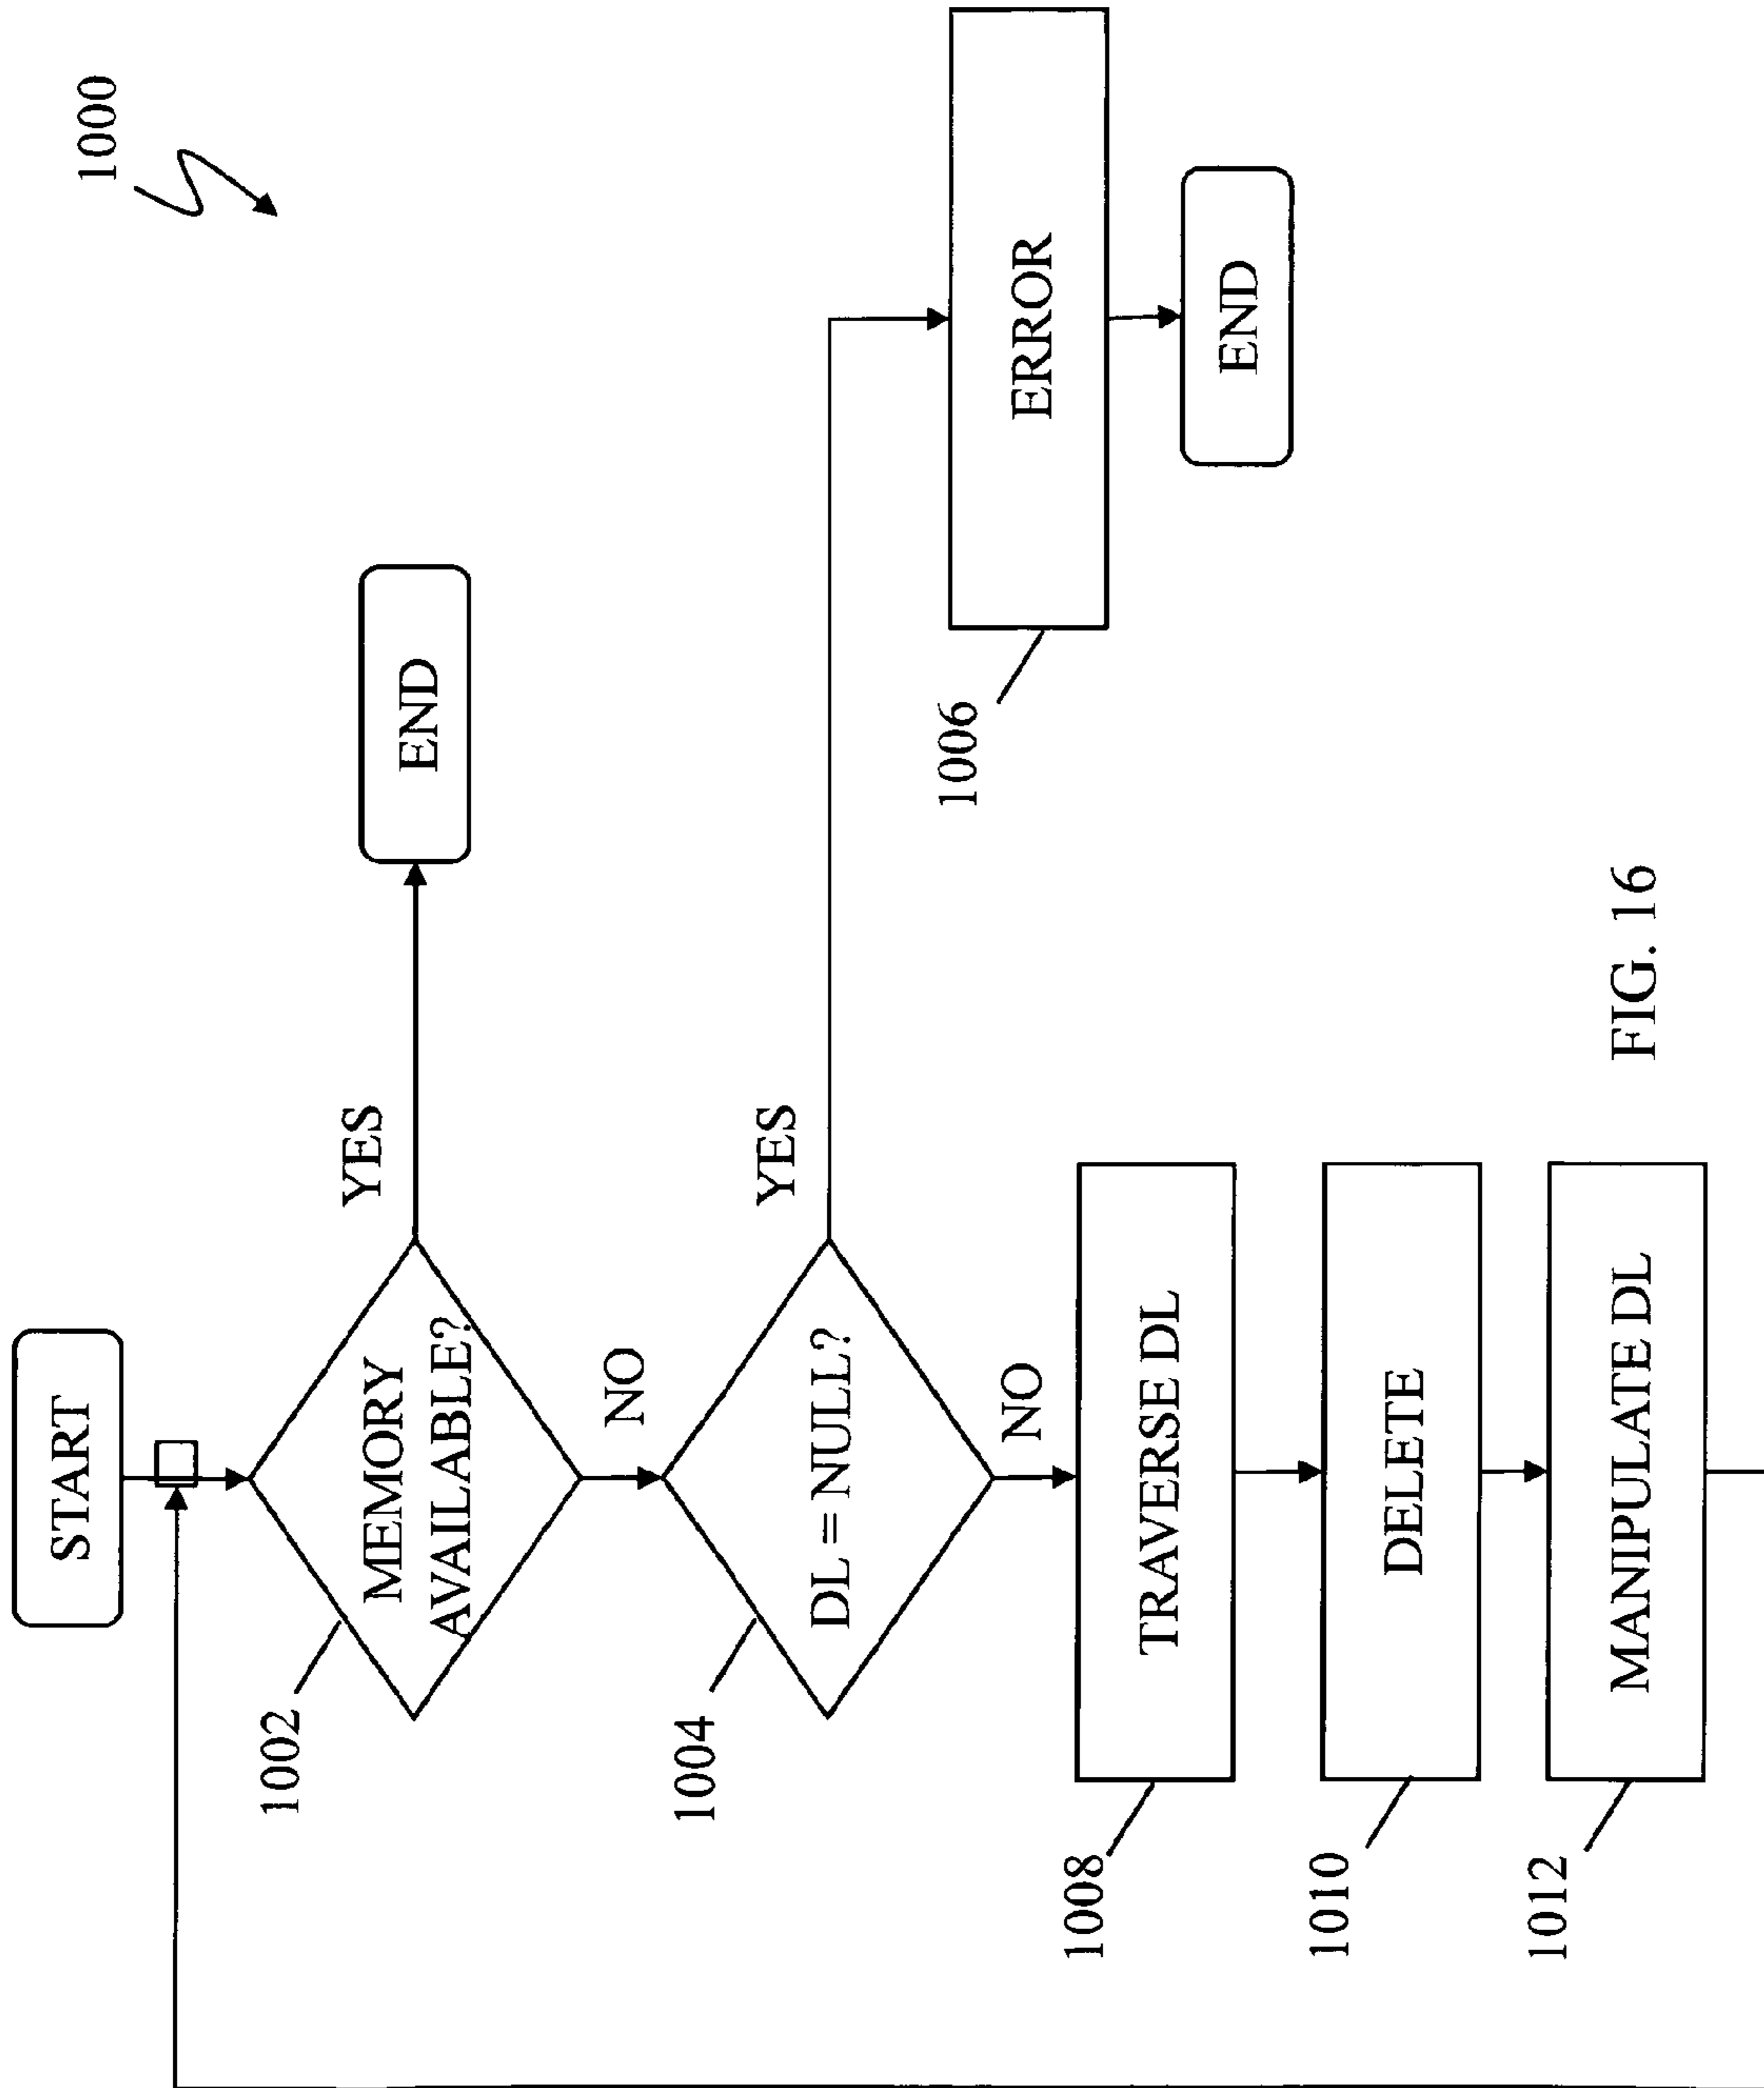 1000
START
1002
MEMORY
AVAILABLE?
YES
END
NO
1004
DL = NULL?
YES
1006
ERROR
END
NO
1008
TRAVERSE DL
1010
DELETE
1012
MANIPULATE DL
FIG. 16